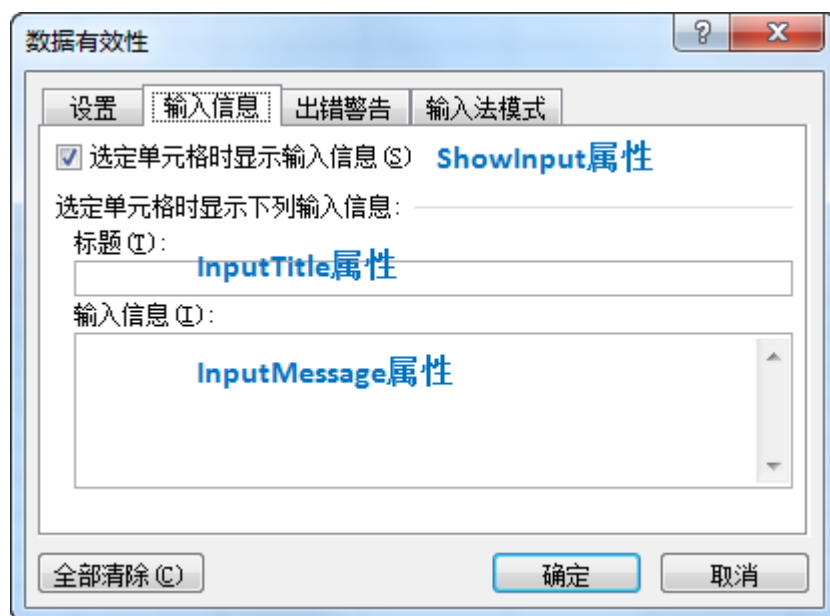 数据有效性
设置 输入信息 出错警告 输入法模式
选定单元格时显示输入信息(S) ShowInput属性
选定单元格时显示下列输入信息:
标题(T):
InputTitle属性
输入信息(I):
InputMessage属性
全部清除(C) 确定 取消